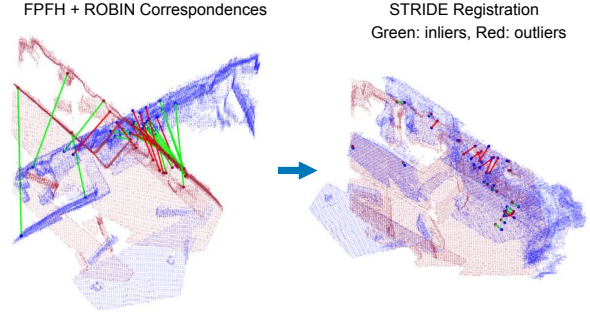 FPFH + ROBIN Correspondences
STRIDE Registration
Green: inliers, Red: outliers